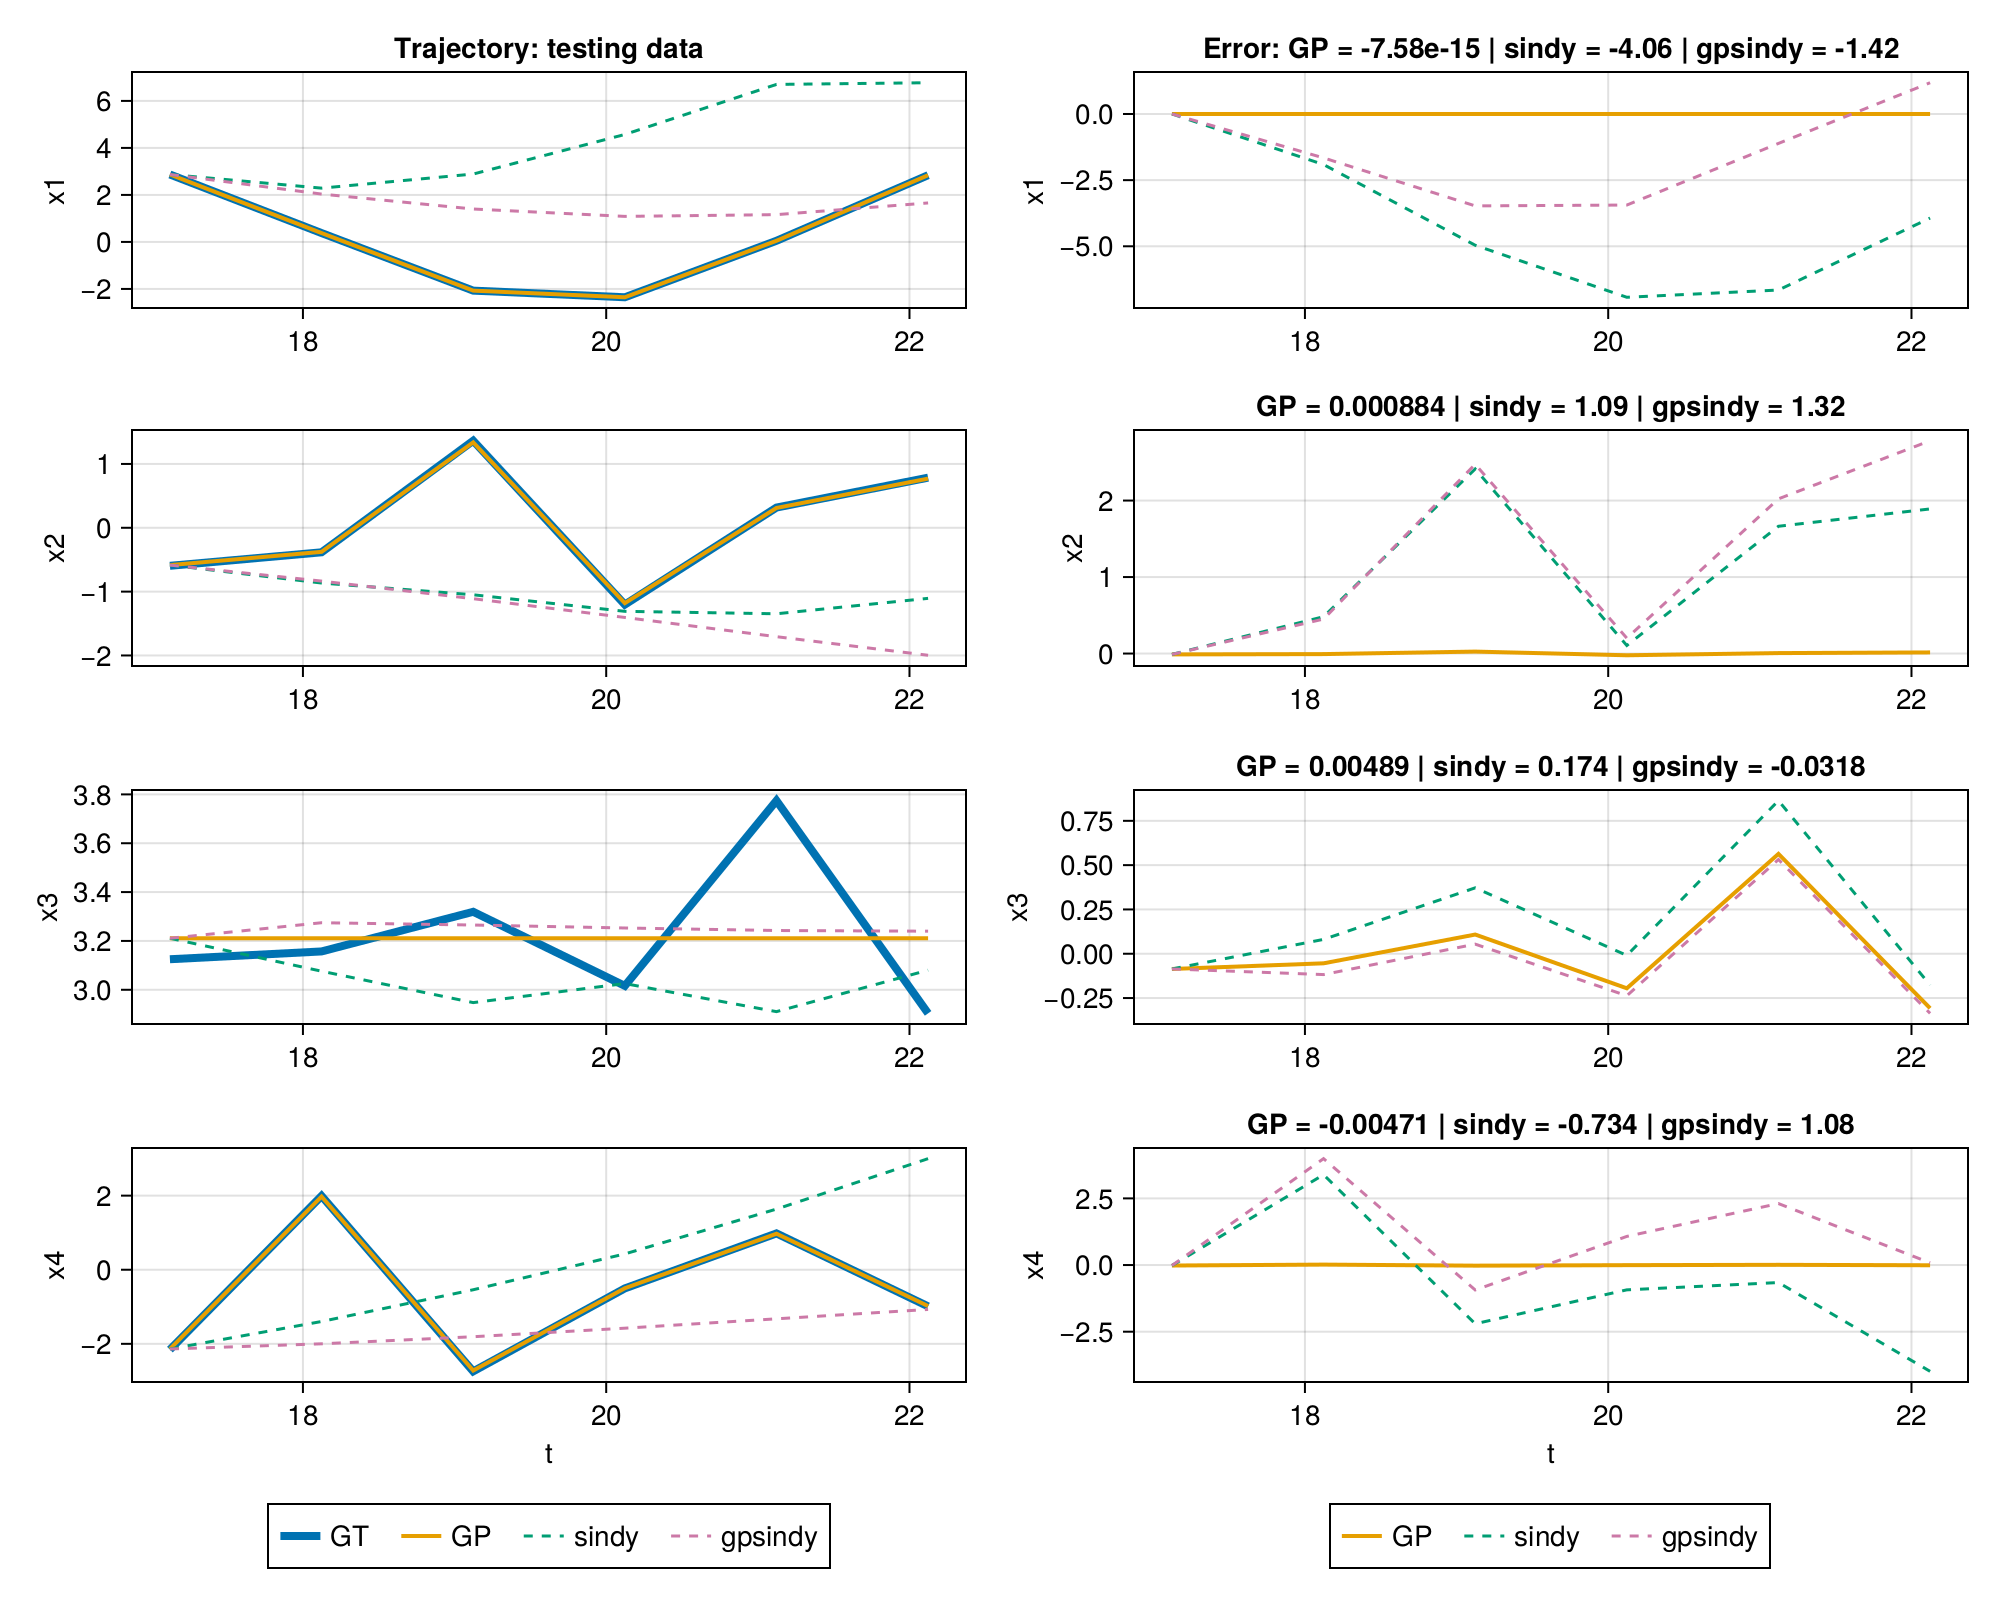 Trajectory: testing data
6
4
2
0
−2
x1
18 20 22
Error: GP = -7.58e-15 | sindy = -4.06 | gpsindy = -1.42
0.0
−2.5
−5.0
x1
18 20 22
1
0
−1
−2
x2
18 20 22
GP = 0.000884 | sindy = 1.09 | gpsindy = 1.32
2
1
0
x2
18 20 22
3.8
3.6
3.4
3.2
3.0
x3
18 20 22
GP = 0.00489 | sindy = 0.174 | gpsindy = -0.0318
0.75
0.50
0.25
0.00
−0.25
x3
18 20 22
2
0
−2
x4
18 20 22
t
GP = -0.00471 | sindy = -0.734 | gpsindy = 1.08
2.5
0.0
−2.5
x4
18 20 22
t
GT GP sindy gpsindy
GP sindy gpsindy